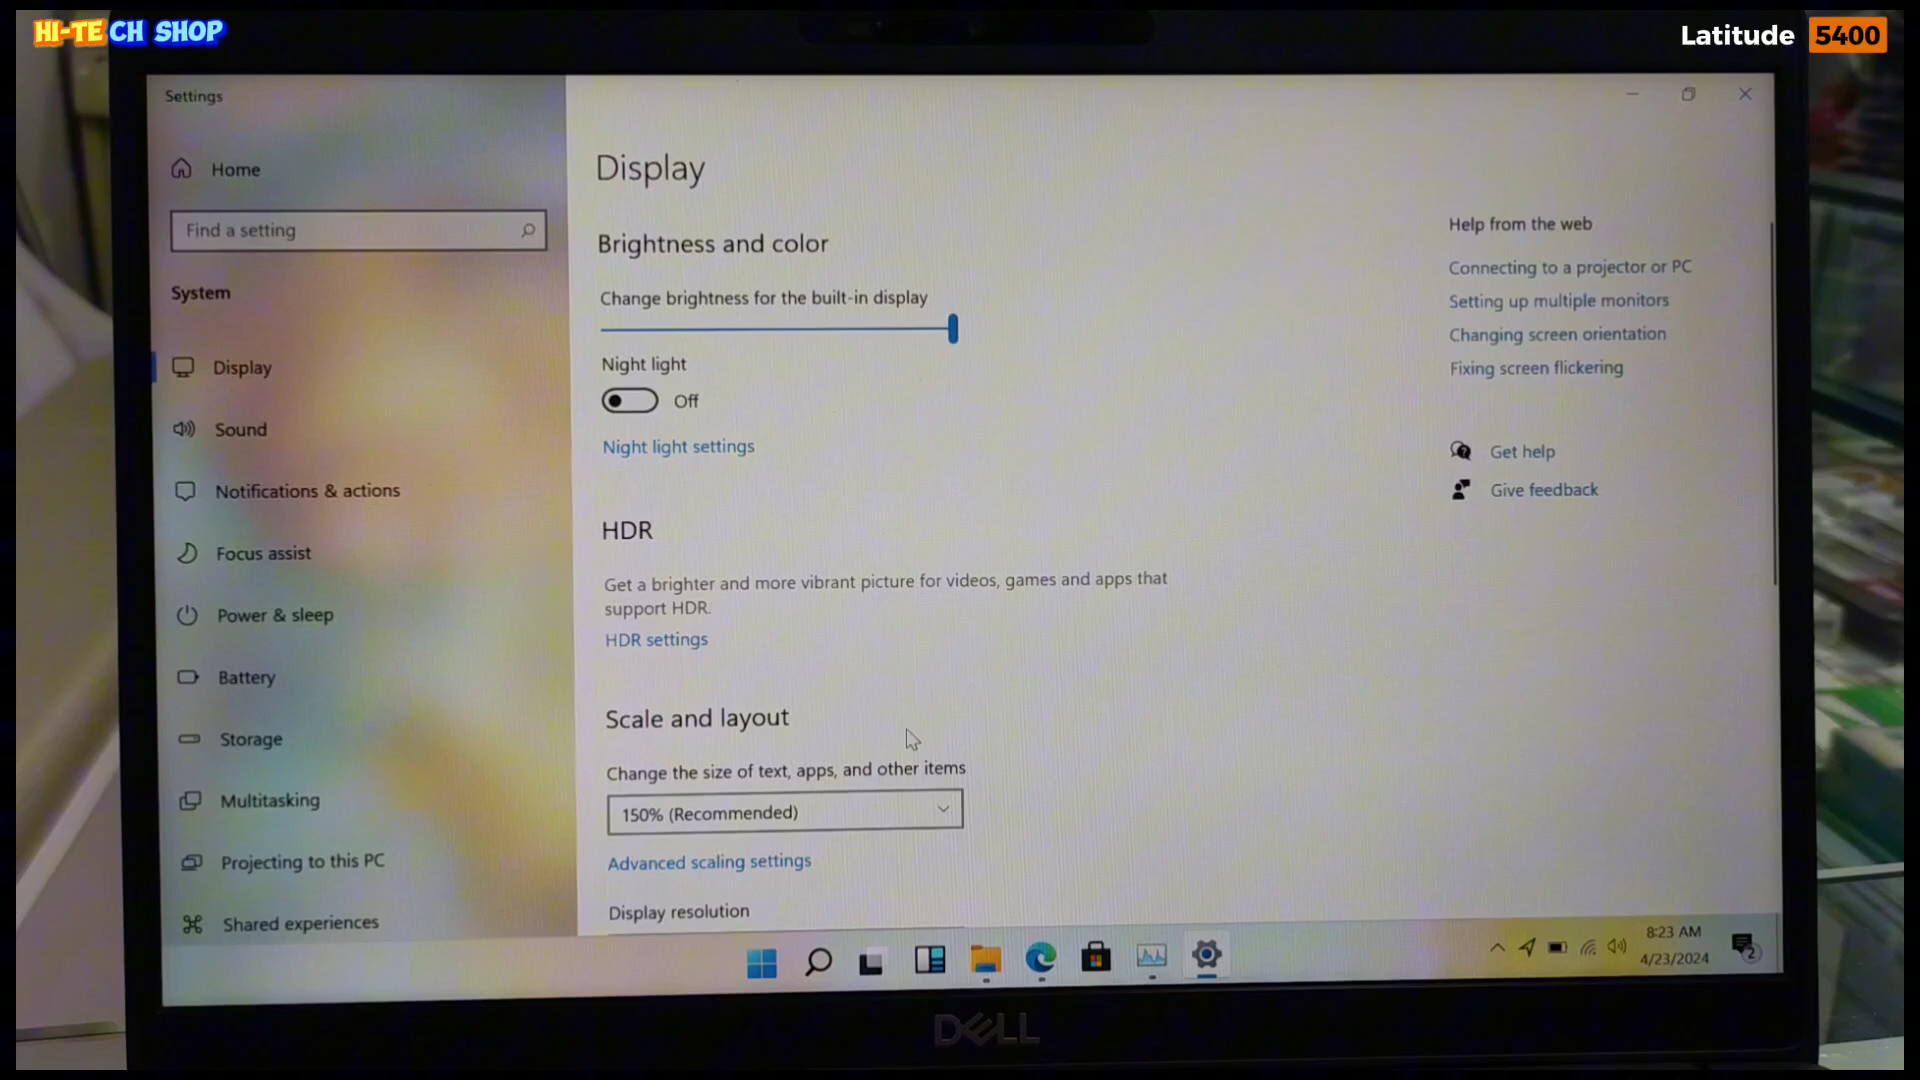 HI-TECH SHOP
Latitude 5400
Settings
Home
Find a setting
System
Display
Sound
Notifications & actions
Focus assist
Power & sleep
Battery
Storage
Multitasking
Projecting to this PC
Shared experiences
Display
Brightness and color
Change brightness for the built-in display
Night light
Off
Night light settings
HDR
Get a brighter and more vibrant picture for videos, games and apps that
support HDR.
HDR settings
Scale and layout
Change the size of text, apps, and other items
150% (Recommended)
Advanced scaling settings
Display resolution
Help from the web
Connecting to a projector or PC
Setting up multiple monitors
Changing screen orientation
Fixing screen flickering
Get help
Give feedback
8:23 AM
4/23/2024
2
DELL